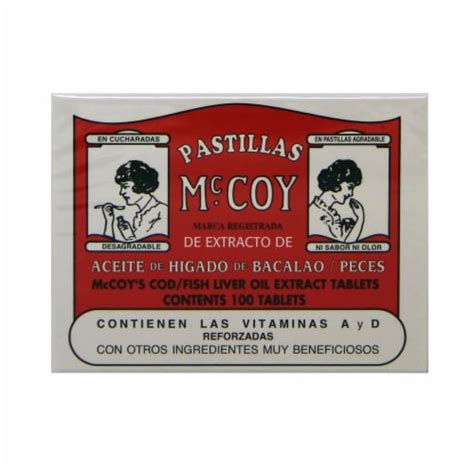 EN CUCHARADAS
DESAGRADABLE
PASTILLAS
McCOY
MARCA REGISTRADA
DE EXTRACTO DE
EN PASTILLAS AGRADABLE
NI SABOR NI OLOR
ACEITE DE HIGADO DE BACALAO / PECES
McCOY'S COD/FISH LIVER OIL EXTRACT TABLETS
CONTENTS 100 TABLETS
CONTIENEN LAS VITAMINAS A y D
REFORZADAS
CON OTROS INGREDIENTES MUY BENEFICIOSOS